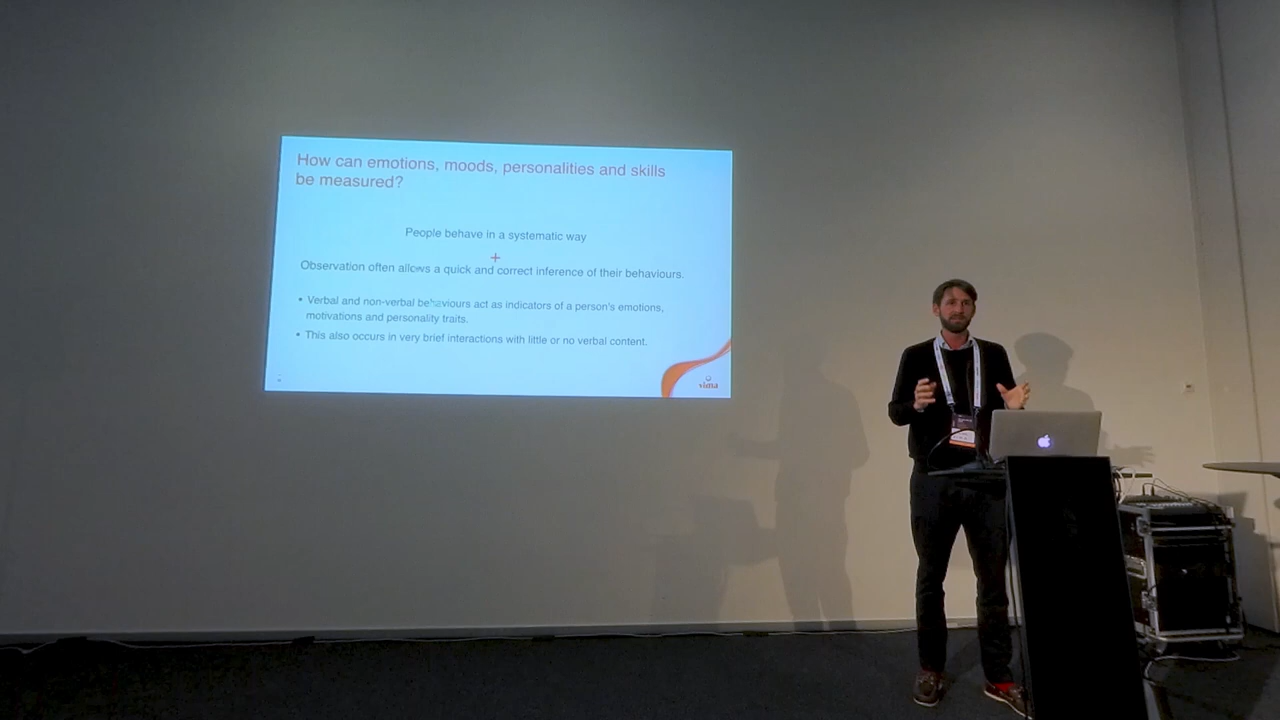 How can emotions, moods, personalities and skills
be measured?
People behave in a systematic way
+
Observation often allows a quick and correct inference of their behaviours.
• Verbal and non-verbal behaviours act as indicators of a person's emotions,
motivations and personality traits.
• This also occurs in very brief interactions with little or no verbal content.
vima